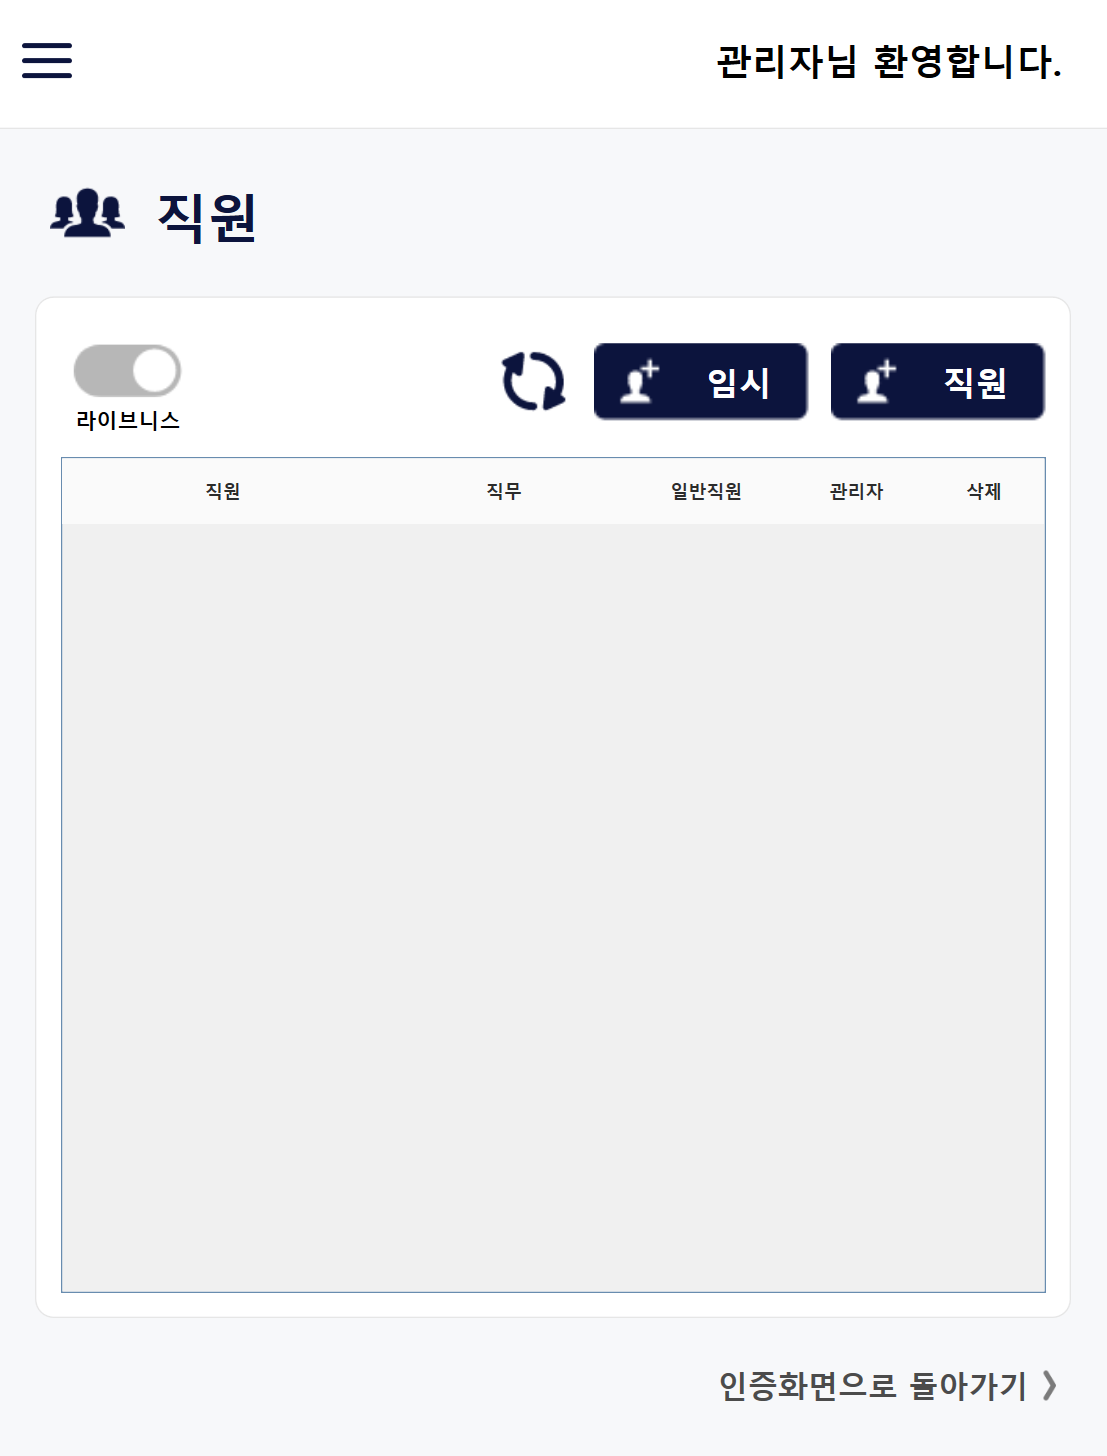 관리자님 환영합니다.
직원
라이브니스
임시
직원
직원 직무 일반직원 관리자 삭제
인증화면으로 돌아가기